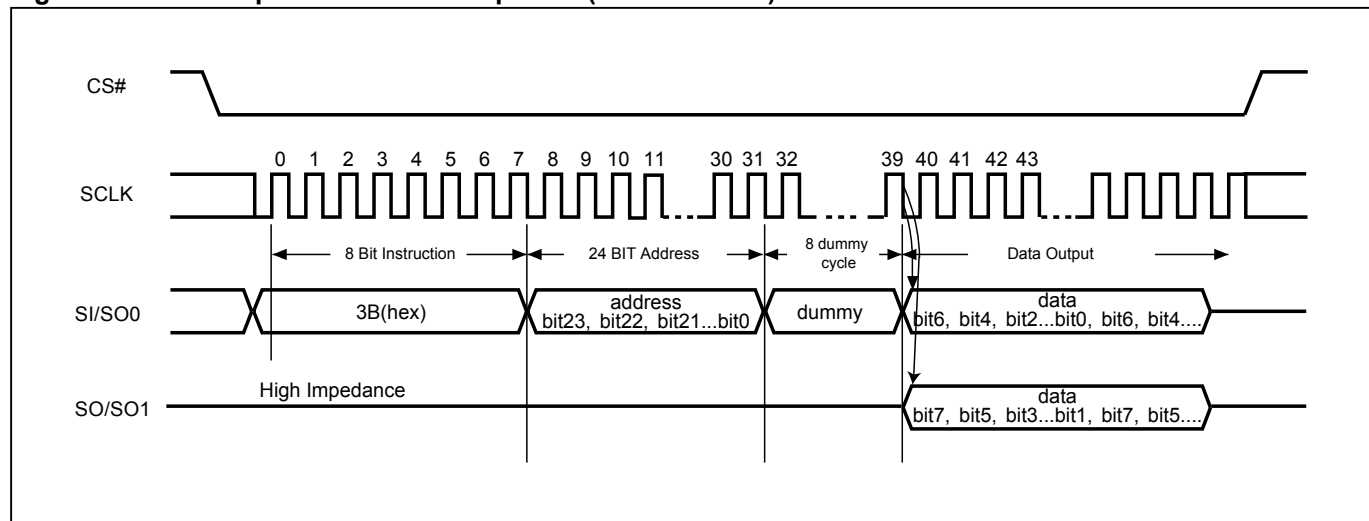 CS#
0 1 2 3 4 5 6 7 8 9 10 11 30 31 32 39 40 41 42 43
SCLK
8 Bit Instruction 24 BIT Address 8 dummy cycle Data Output
SI/SO0
3B(hex)
address
bit23, bit22, bit21...bit0
dummy
data
bit6, bit4, bit2...bit0, bit6, bit4....
High Impedance
SO/SO1
data
bit7, bit5, bit3...bit1, bit7, bit5....